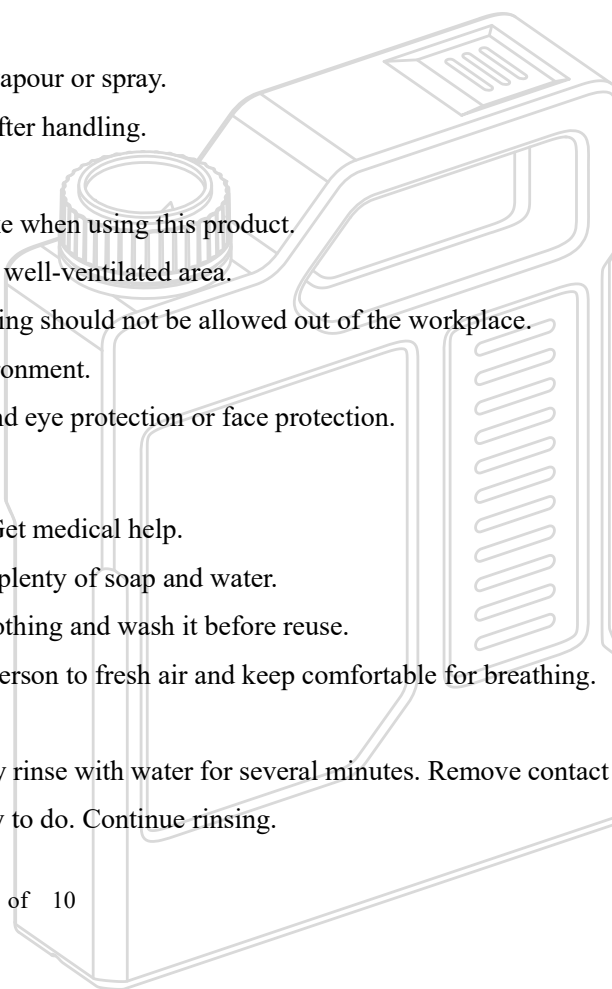 apour or spray.
fter handling.
e when using this product.
well-ventilated area.
ing should not be allowed out of the workplace.
ronment.
nd eye protection or face protection.
Get medical help.
plenty of soap and water.
othing and wash it before reuse.
erson to fresh air and keep comfortable for breathing.
y rinse with water for several minutes. Remove contact
y to do. Continue rinsing.
of 10